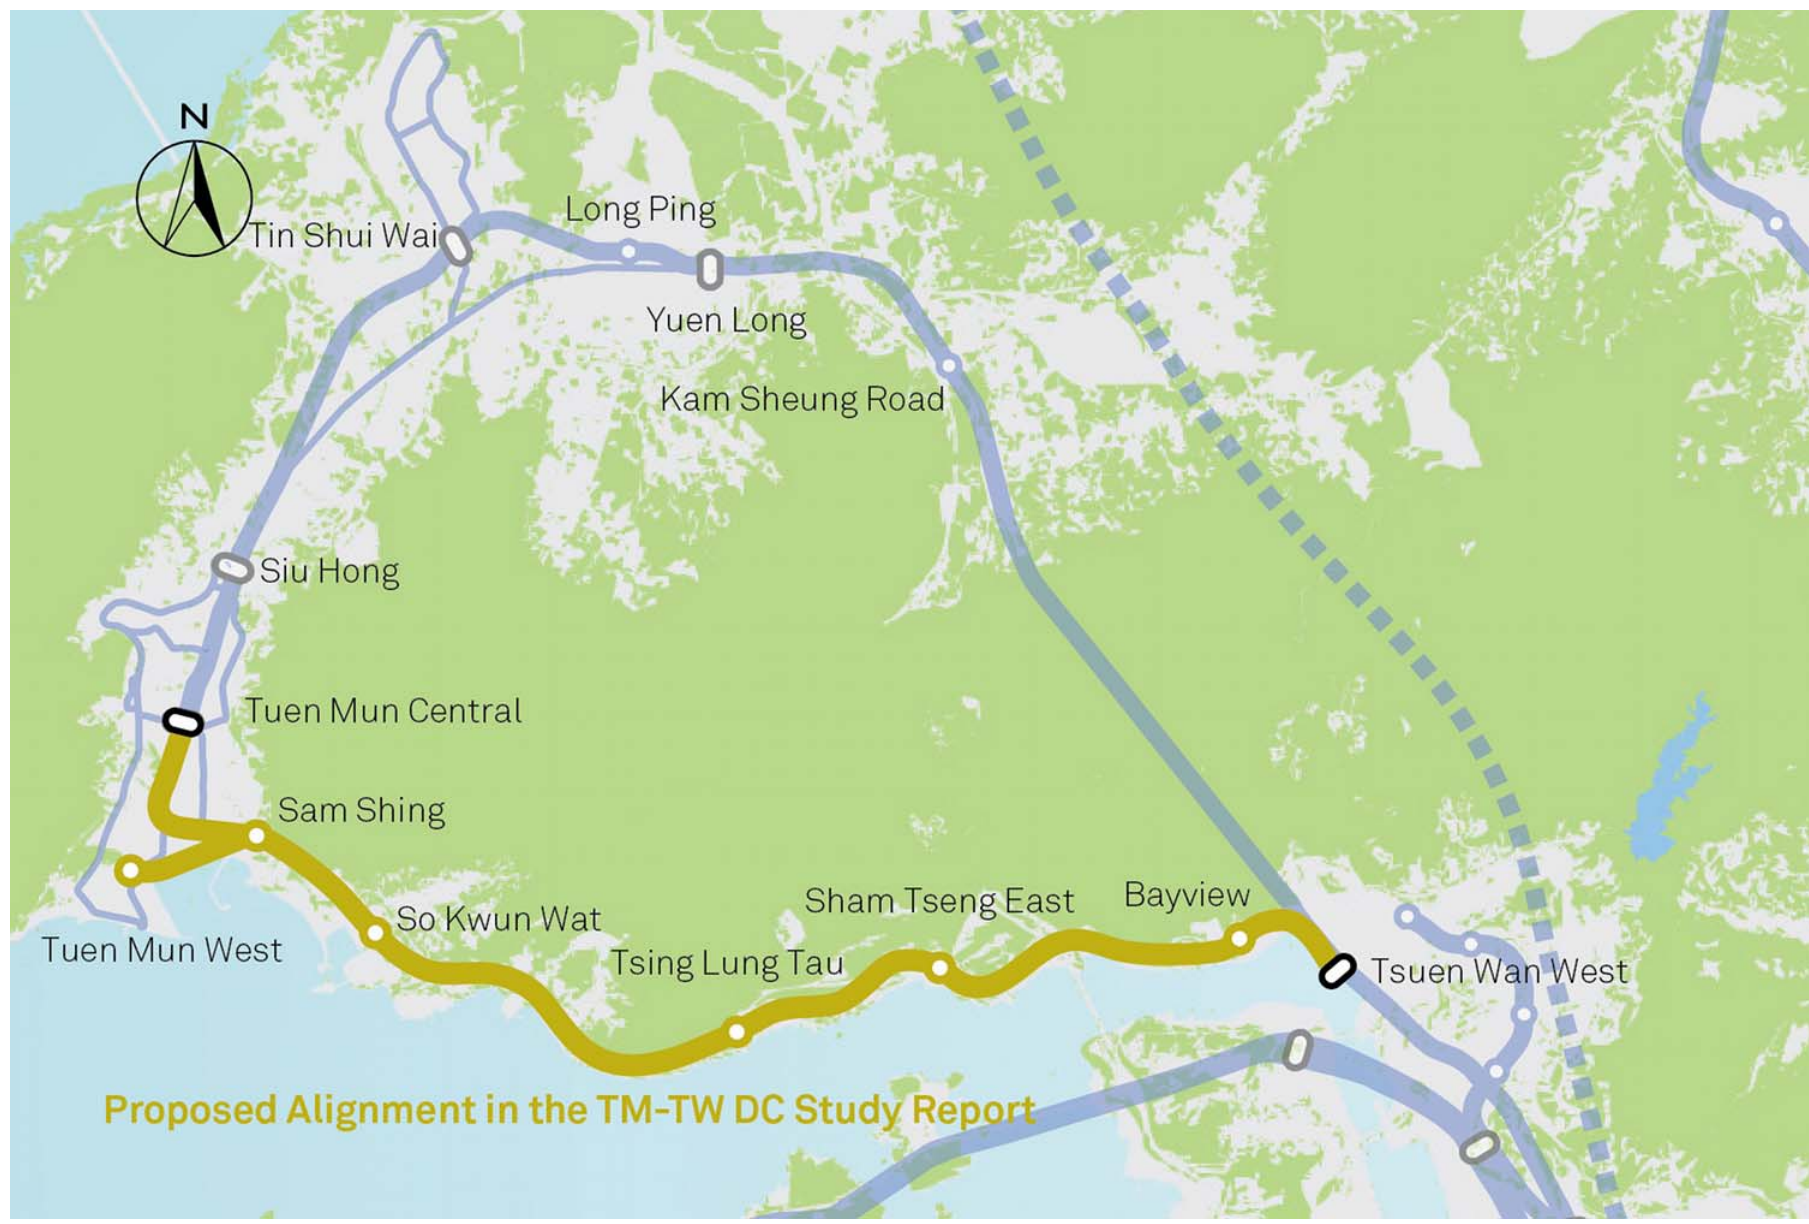 N
Long Ping
Tin Shui Wai
Yuen Long
Kam Sheung Road
Siu Hong
Tuen Mun Central
Sam Shing
Bayview
Sham Tseng East
So Kwun Wat
Tuen Mun West
Tsing Lung Tau
Tsuen Wan West
Proposed Alignment in the TM-TW DC Study Report